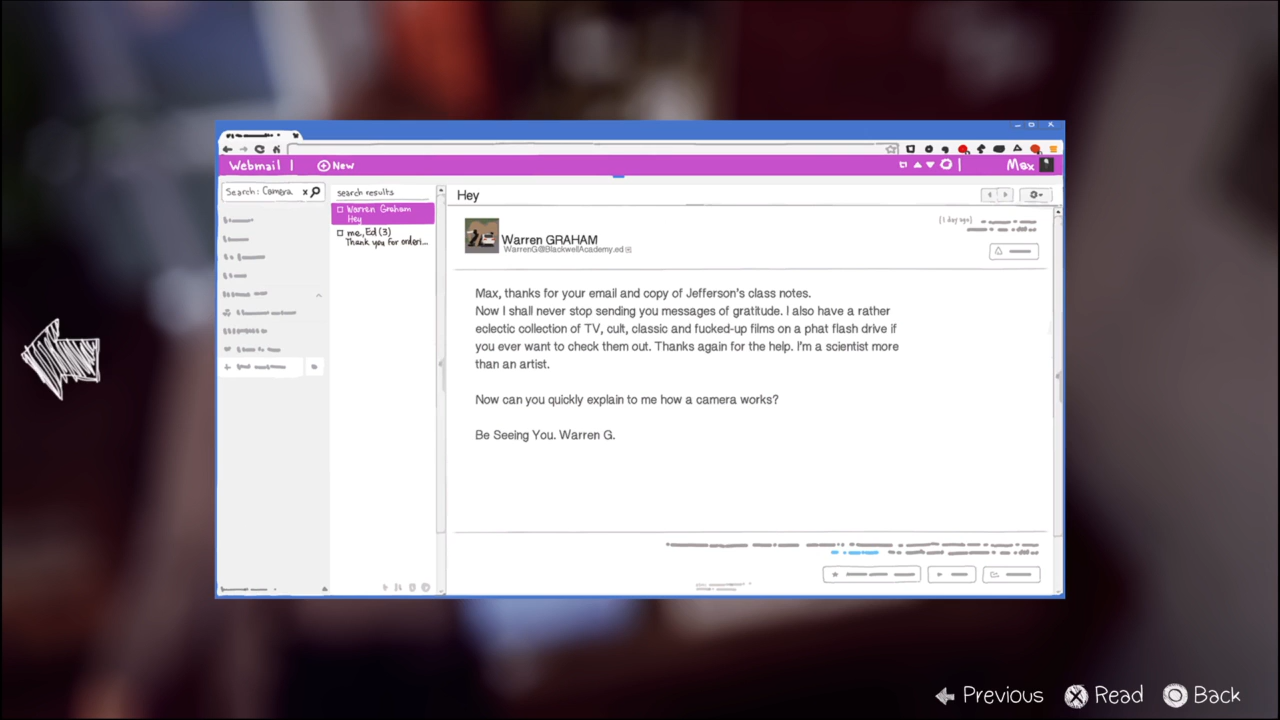 Webmail | + New
Max
Search: Camera x
search results
Hey
Warren Graham
Hey
me, Ed (3)
Thank you for orderi...
[1 day ago]
Warren GRAHAM
WarrenG@BlackwellAcademy.ed
Max, thanks for your email and copy of Jefferson's class notes.
Now I shall never stop sending you messages of gratitude. I also have a rather
eclectic collection of TV, cult, classic and fucked-up films on a phat flash drive if
you ever want to check them out. Thanks again for the help. I'm a scientist more
than an artist.
Now can you quickly explain to me how a camera works?
Be Seeing You. Warren G.
Previous
Read
Back